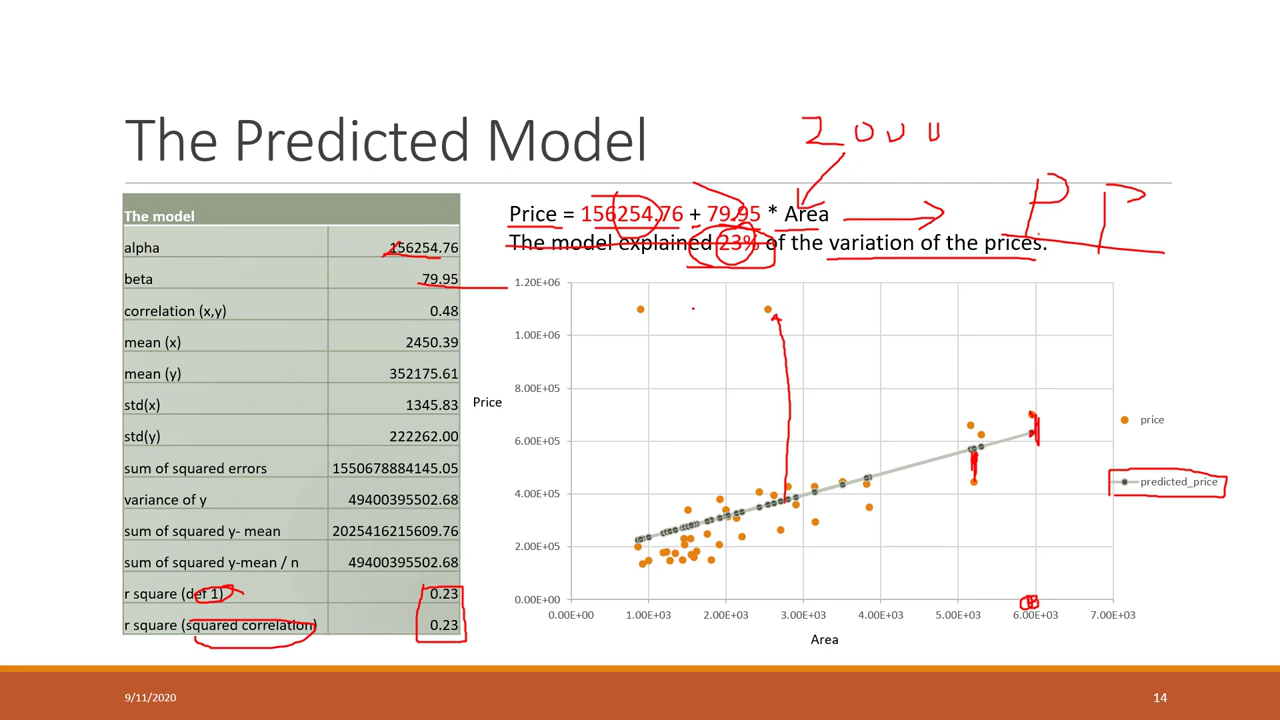 The Predicted Model
2000
PP
The model
alpha 156254.76
beta 79.95
correlation (x,y) 0.48
mean (x) 2450.39
mean (y) 352175.61
std(x) 1345.83
std(y) 222262.00
sum of squared errors 1550678884145.05
variance of y 49400395502.68
sum of squared y- mean 2025416215609.76
sum of squared y-mean / n 49400395502.68
r square (def 1) 0.23
r square (squared correlation) 0.23
Price = 156254.76 + 79.95 * Area
The model explained 23% of the variation of the prices.
1.20E+06
1.00E+06
8.00E+05
6.00E+05
4.00E+05
2.00E+05
0.00E+00
Price
0.00E+00 1.00E+03 2.00E+03 3.00E+03 4.00E+03 5.00E+03 6.00E+03 7.00E+03
Area
price
predicted_price
9/11/2020
14